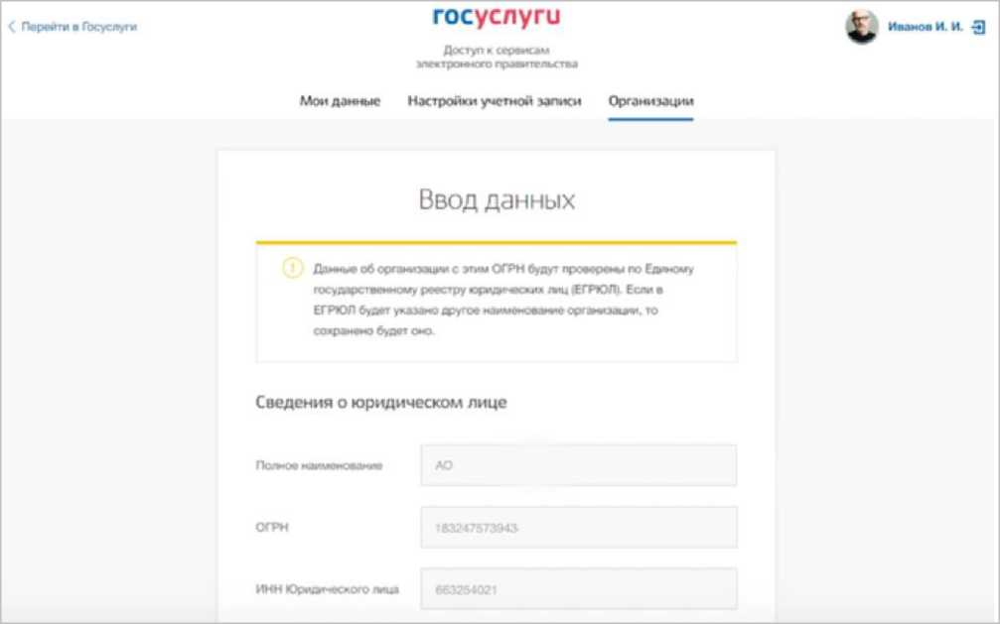 Перейти в Госуслуги
госуслуги
Иванов И. И.
Доступ к сервисам
электронного правительства
Мои данные Настройки учетной записи Организации
Ввод данных
Данные об организации с этим ОГРН будут проверены по Единому
государственному реестру юридических лиц (ЕГРЮЛ). Если в
ЕГРЮЛ будет указано другое наименование организации, то
сохранено будет оно.
Сведения о юридическом лице
Полное наименование АО
ОГРН 183247573943
ИНН Юридического лица 663254021